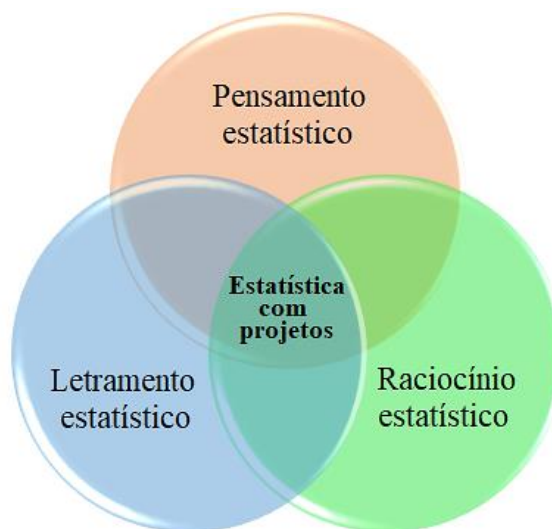 Pensamento
estatístico
Estatística
com
projetos
Letramento
estatístico
Raciocínio
estatístico